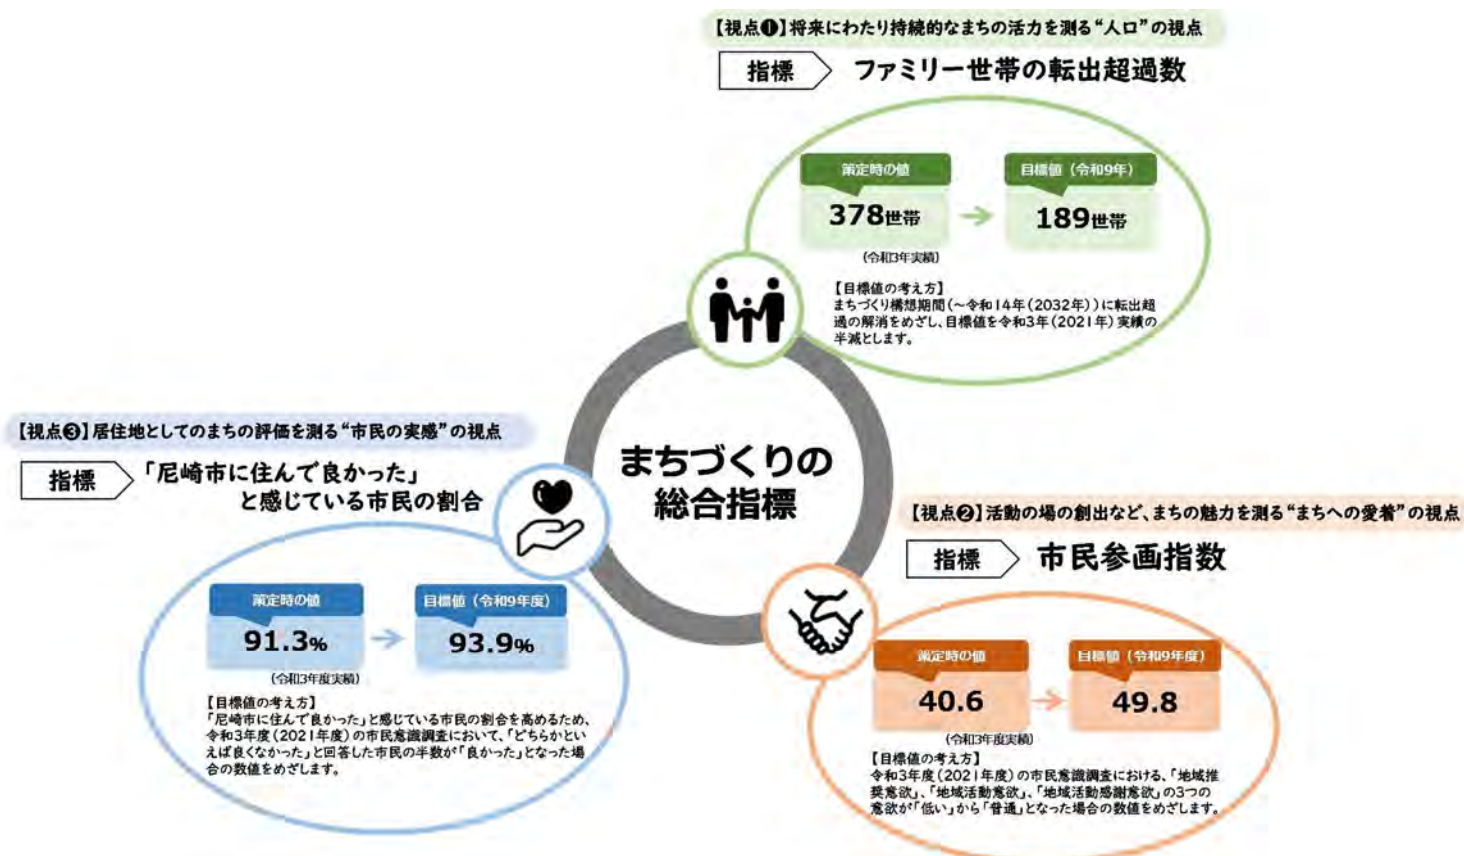 【視点❶】将来にわたり持続的なまちの活力を測る“人口”の視点
指標
ファミリー世帯の転出超過数
策定時の値
目標値（令和9年）
378世帯
189世帯
（令和3年実績）
【目標値の考え方】
まちづくり構想期間（～令和14年（2032年））に転出超
過の解消をめざし、目標値を令和3年（2021年）実績の
半減とします。
まちづくりの
総合指標
【視点❸】居住地としてのまちの評価を測る“市民の実感”の視点
指標
「尼崎市に住んで良かった」
と感じている市民の割合
策定時の値
目標値（令和9年度）
91.3%
93.9%
（令和3年度実績）
【目標値の考え方】
「尼崎市に住んで良かった」と感じている市民の割合を高めるため、
令和3年度（2021年度）の市民意識調査において、「どちらかとい
えば良くなかった」と回答した市民の半数が「良かった」となった場
合の数値をめざします。
【視点❷】活動の場の創出など、まちの魅力を測る“まちへの愛着”の視点
指標
市民参画指数
策定時の値
目標値（令和9年度）
40.6
49.8
（令和3年度実績）
【目標値の考え方】
令和3年度（2021年度）の市民意識調査における、「地域推
奨意欲」、「地域活動意欲」、「地域活動感謝意欲」の3つの
意欲が「低い」から「普通」となった場合の数値をめざします。